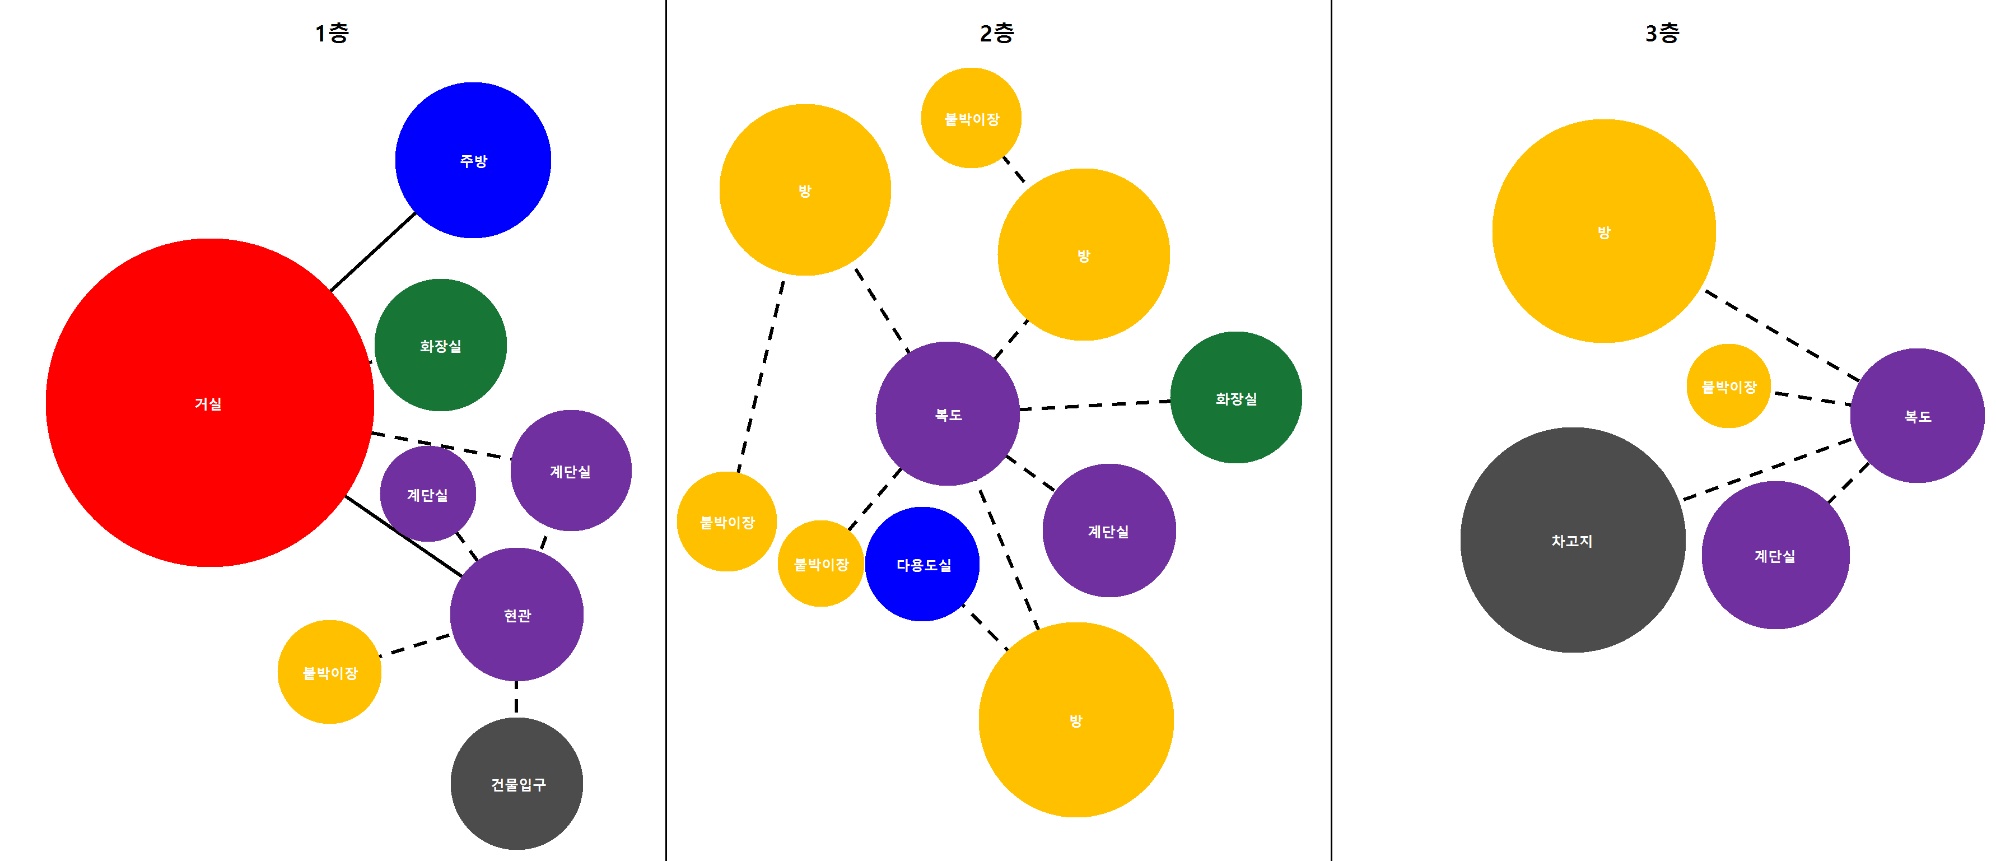 1층
주방
화장실
거실
계단실
계단실
현관
붙박이장
건물입구
2층
붙박이장
방
방
화장실
복도
붙박이장
계단실
붙박이장
다용도실
방
3층
방
붙박이장
복도
차고지
계단실